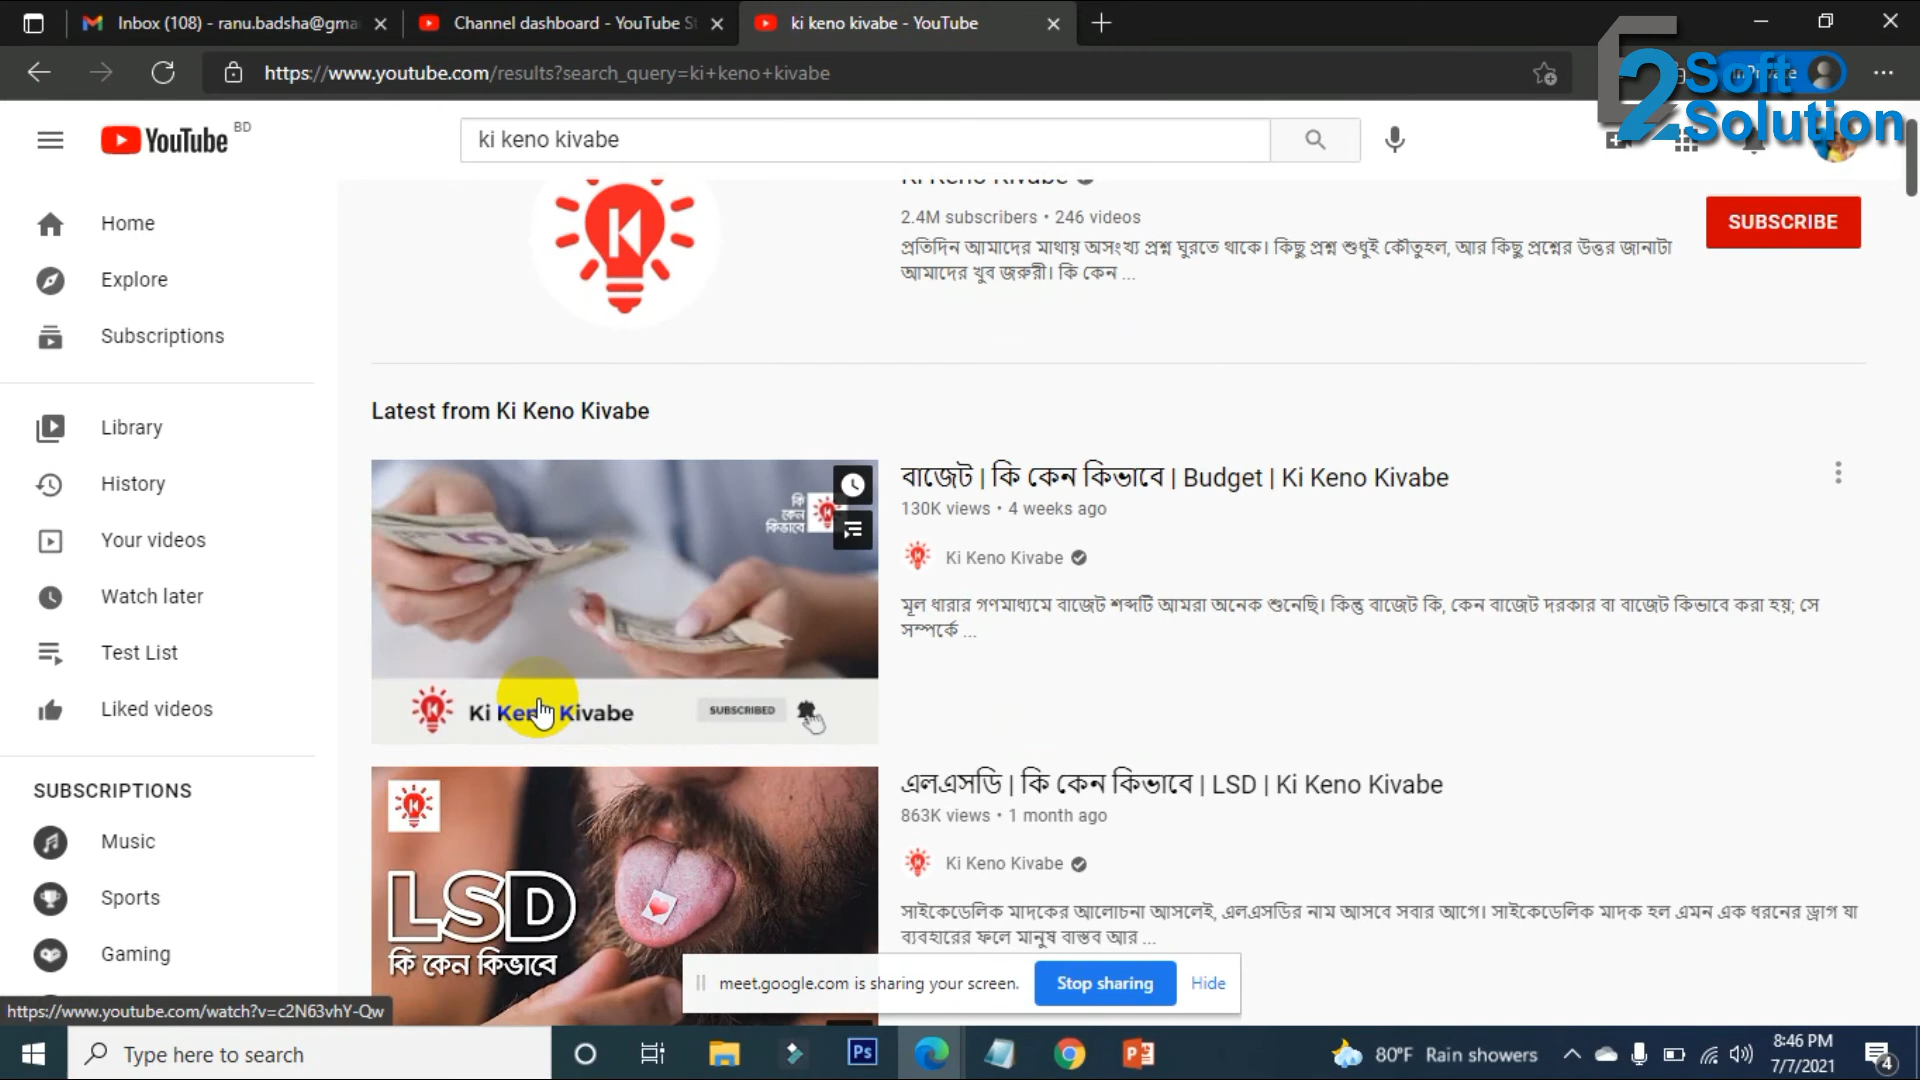 Inbox (108) - ranu.badsha@gma
Channel dashboard - YouTube S
ki keno kivabe - YouTube
https://www.youtube.com/results?search_query=ki+keno+kivabe
2 Soft
Solution
YouTube BD
ki keno kivabe
Ki Keno Kivabe
2.4M subscribers • 246 videos
প্রতিদিন আমাদের মাথায় অসংখ্য প্রশ্ন ঘুরতে থাকে। কিছু প্রশ্ন শুধুই কৌতুহল, আর কিছু প্রশ্নের উত্তর জানাটা
আমাদের খুব জরুরী। কি কেন ...
SUBSCRIBE
Home
Explore
Subscriptions
Library
History
Your videos
Watch later
Test List
Liked videos
SUBSCRIPTIONS
Music
Sports
Gaming
Latest from Ki Keno Kivabe
কি
কেন
কিভাবে
Ki Keno Kivabe
SUBSCRIBED
বাজেট | কি কেন কিভাবে | Budget | Ki Keno Kivabe
130K views • 4 weeks ago
Ki Keno Kivabe
মূল ধারার গণমাধ্যমে বাজেট শব্দটি আমরা অনেক শুনেছি। কিন্তু বাজেট কি, কেন বাজেট দরকার বা বাজেট কিভাবে করা হয়; সে
সম্পর্কে ...
LSD
কি কেন কিভাবে
এলএসডি | কি কেন কিভাবে | LSD | Ki Keno Kivabe
863K views • 1 month ago
Ki Keno Kivabe
সাইকেডেলিক মাদকের আলোচনা আসলেই, এলএসডির নাম আসবে সবার আগে। সাইকেডেলিক মাদক হল এমন এক ধরনের ড্রাগ যা
ব্যবহারের ফলে মানুষ বাস্তব আর ...
meet.google.com is sharing your screen.
Stop sharing
Hide
https://www.youtube.com/watch?v=c2N63vhY-Qw
Type here to search
Ps
80°F Rain showers
8:46 PM
7/7/2021
4